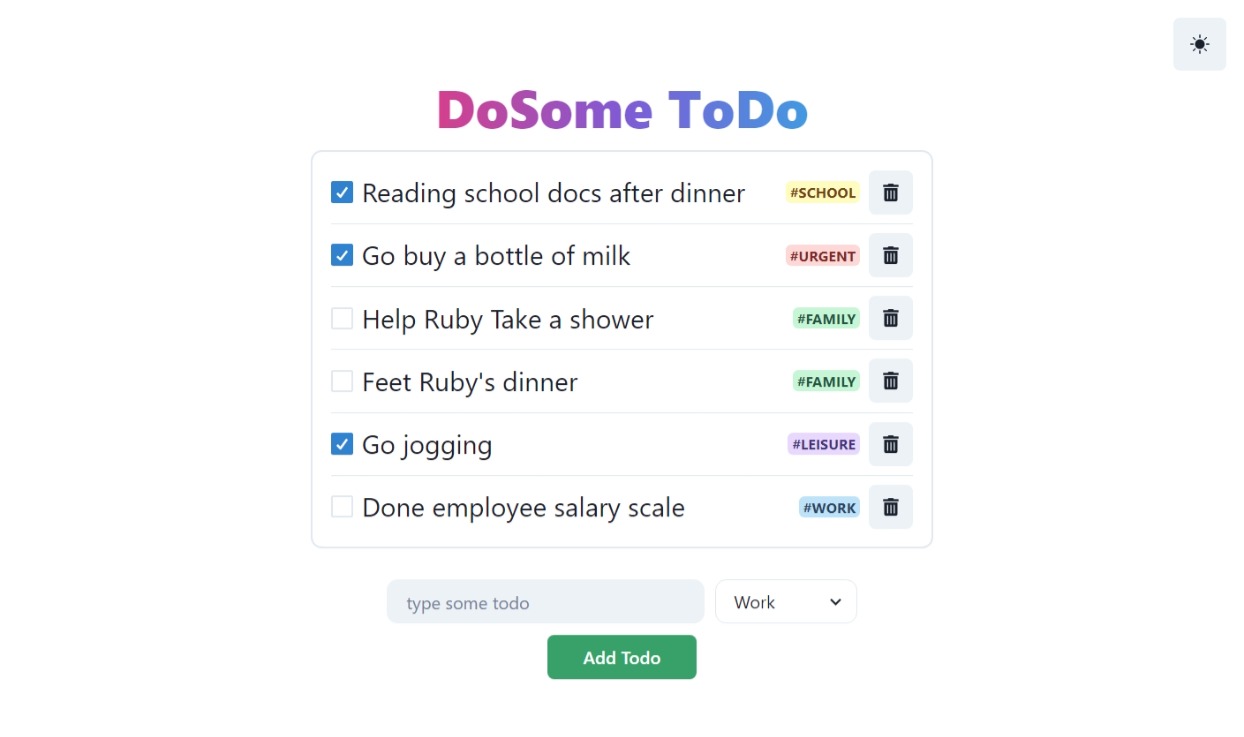 DoSome ToDo
Reading school docs after dinner #SCHOOL
Go buy a bottle of milk #URGENT
Help Ruby Take a shower #FAMILY
Feet Ruby's dinner #FAMILY
Go jogging #LEISURE
Done employee salary scale #WORK
type some todo Work
Add Todo